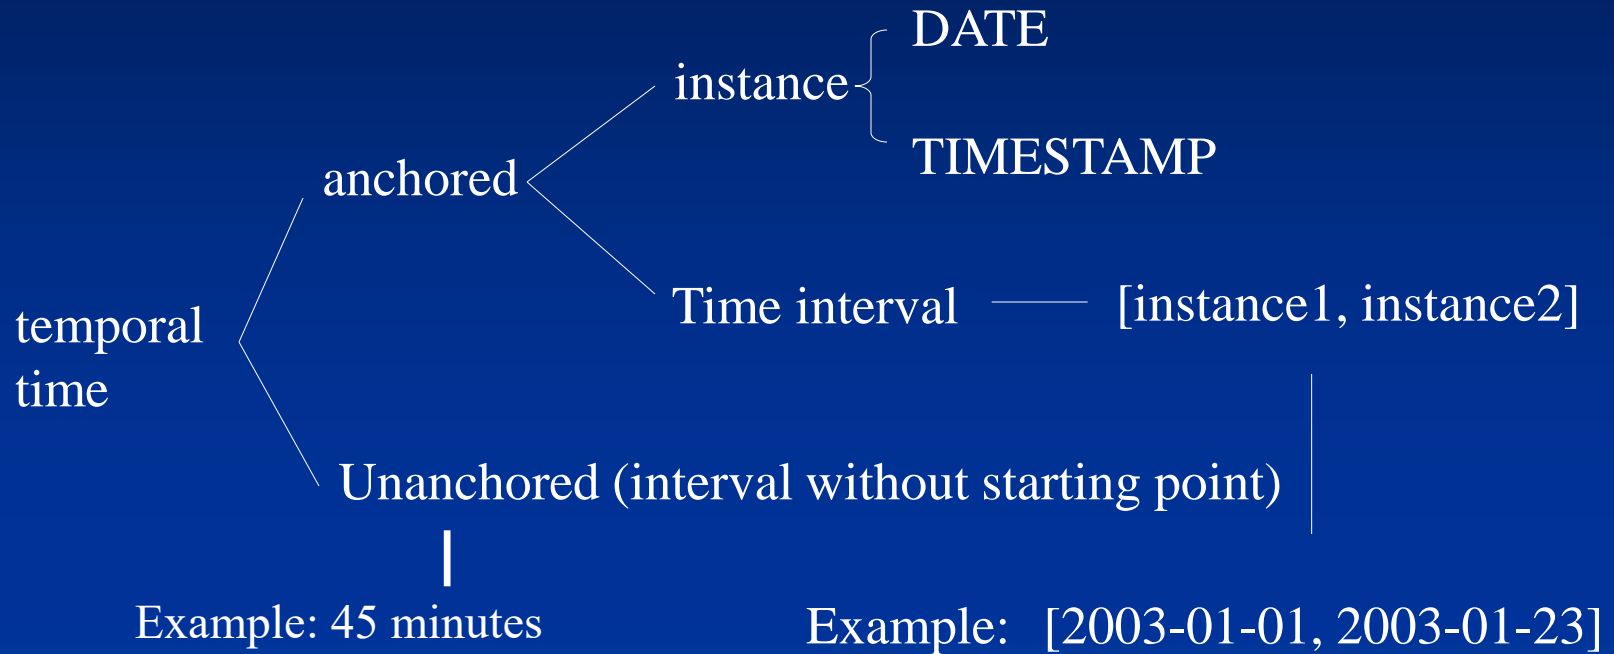 DATE
instance
TIMESTAMP
anchored
Time interval
[instance1, instance2]
temporal
time
Unanchored (interval without starting point)
Example: 45 minutes
Example: [2003-01-01, 2003-01-23]